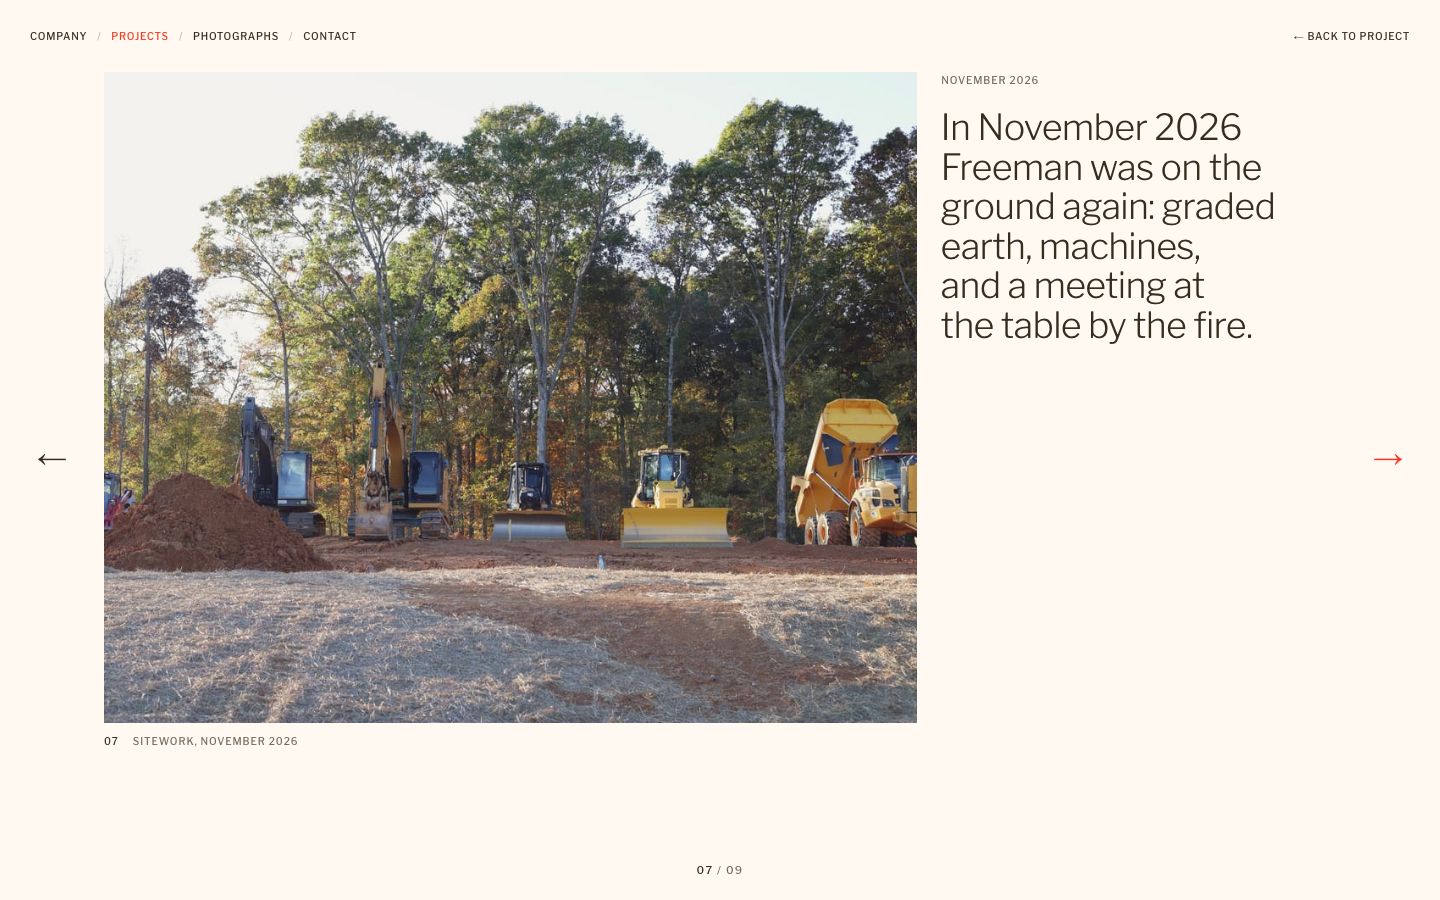 COMPANY / PROJECTS / PHOTOGRAPHS / CONTACT
← BACK TO PROJECT
NOVEMBER 2026
In November 2026
Freeman was on the
ground again: graded
earth, machines,
and a meeting at
the table by the fire.
←
→
07 SITEWORK, NOVEMBER 2026
07 / 09